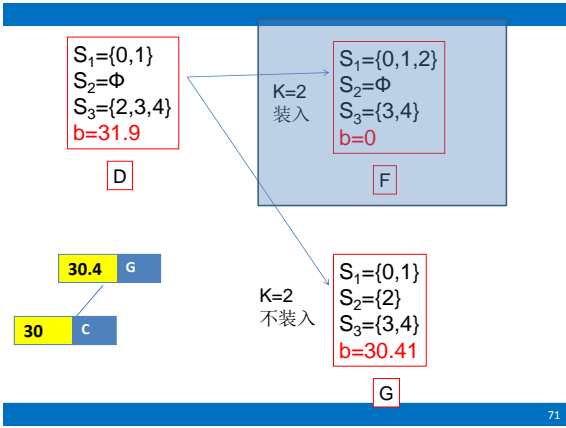 S₁={0,1}
S₂=Φ
S₃={2,3,4}
b=31.9
D
K=2
装入
S₁={0,1,2}
S₂=Φ
S₃={3,4}
b=0
F
30.4 G
30 C
K=2
不装入
S₁={0,1}
S₂={2}
S₃={3,4}
b=30.41
G
71